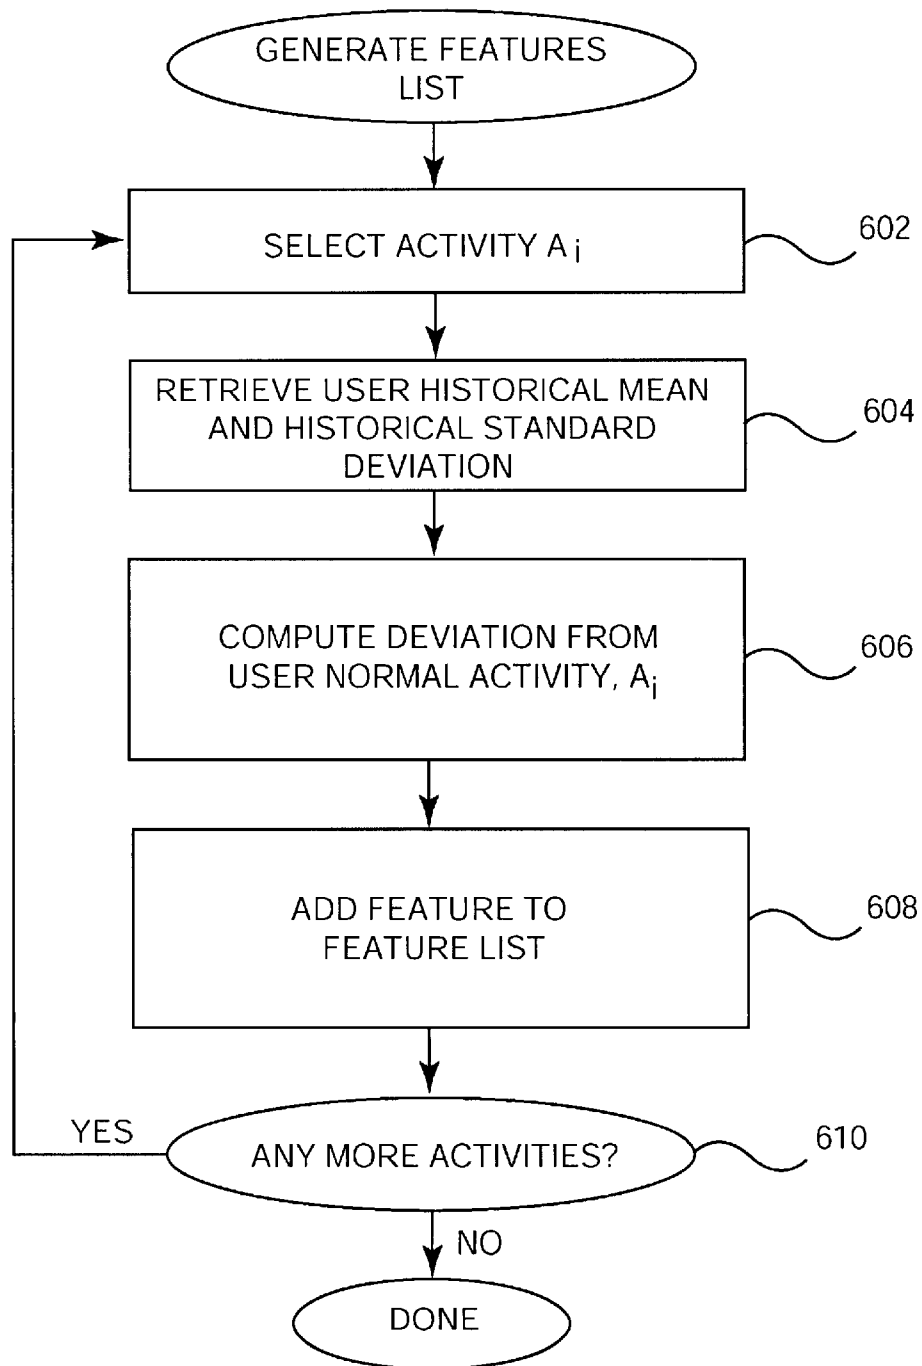 GENERATE FEATURES
LIST
SELECT ACTIVITY Ai
602
RETRIEVE USER HISTORICAL MEAN
AND HISTORICAL STANDARD
DEVIATION
604
COMPUTE DEVIATION FROM
USER NORMAL ACTIVITY, Ai
606
ADD FEATURE TO
FEATURE LIST
608
YES
ANY MORE ACTIVITIES?
610
NO
DONE